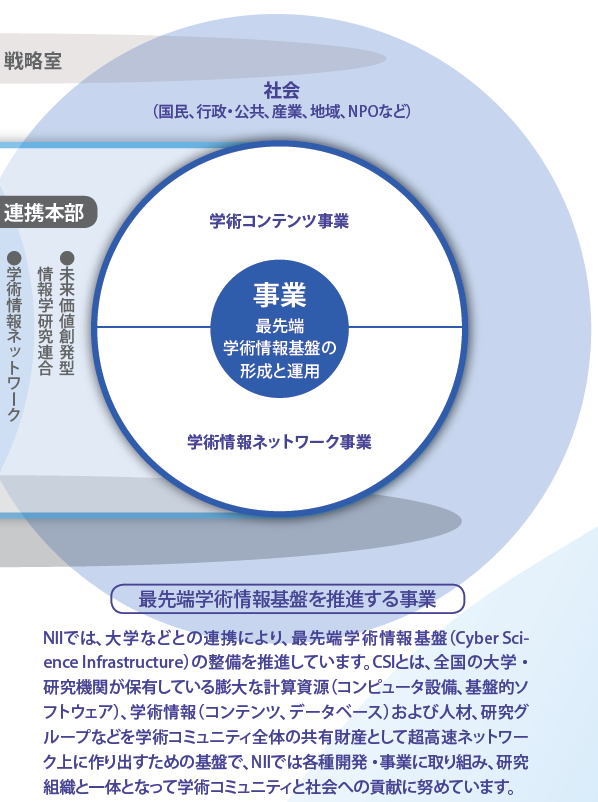 戦略室
社会
（国民、行政・公共、産業、地域、NPOなど）
連携本部
●未来価値創発型
情報学研究連合
●学術情報ネットワーク
学術コンテンツ事業
事業
最先端
学術情報基盤の
形成と運用
学術情報ネットワーク事業
最先端学術情報基盤を推進する事業
NIIでは、大学などとの連携により、最先端学術情報基盤（Cyber Sci-
ence Infrastructure）の整備を推進しています。CSIとは、全国の大学・
研究機関が保有している膨大な計算資源（コンピュータ設備、基盤的ソ
フトウェア）、学術情報（コンテンツ、データベース）および人材、研究グ
ループなどを学術コミュニティ全体の共有財産として超高速ネットワー
ク上に作り出すための基盤で、NIIでは各種開発・事業に取り組み、研究
組織と一体となって学術コミュニティと社会への貢献に努めています。